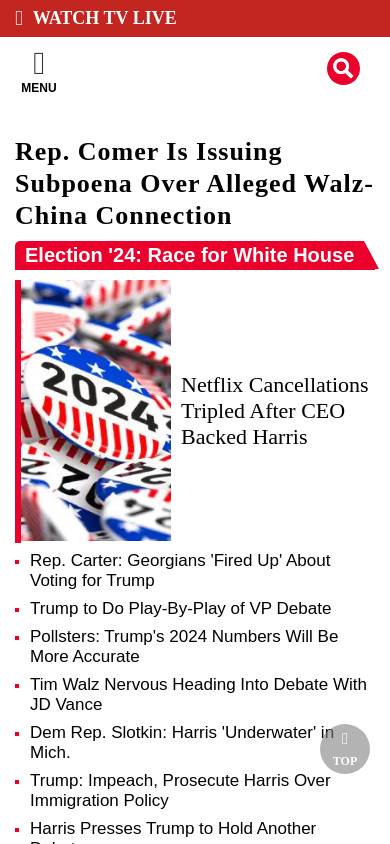 WATCH TV LIVE
MENU
Rep. Comer Is Issuing
Subpoena Over Alleged Walz-
China Connection
Election '24: Race for White House
2024
Netflix Cancellations
Tripled After CEO
Backed Harris
Rep. Carter: Georgians 'Fired Up' About
Voting for Trump
Trump to Do Play-By-Play of VP Debate
Pollsters: Trump's 2024 Numbers Will Be
More Accurate
Tim Walz Nervous Heading Into Debate With
JD Vance
Dem Rep. Slotkin: Harris 'Underwater' in
Mich.
TOP
Trump: Impeach, Prosecute Harris Over
Immigration Policy
Harris Presses Trump to Hold Another